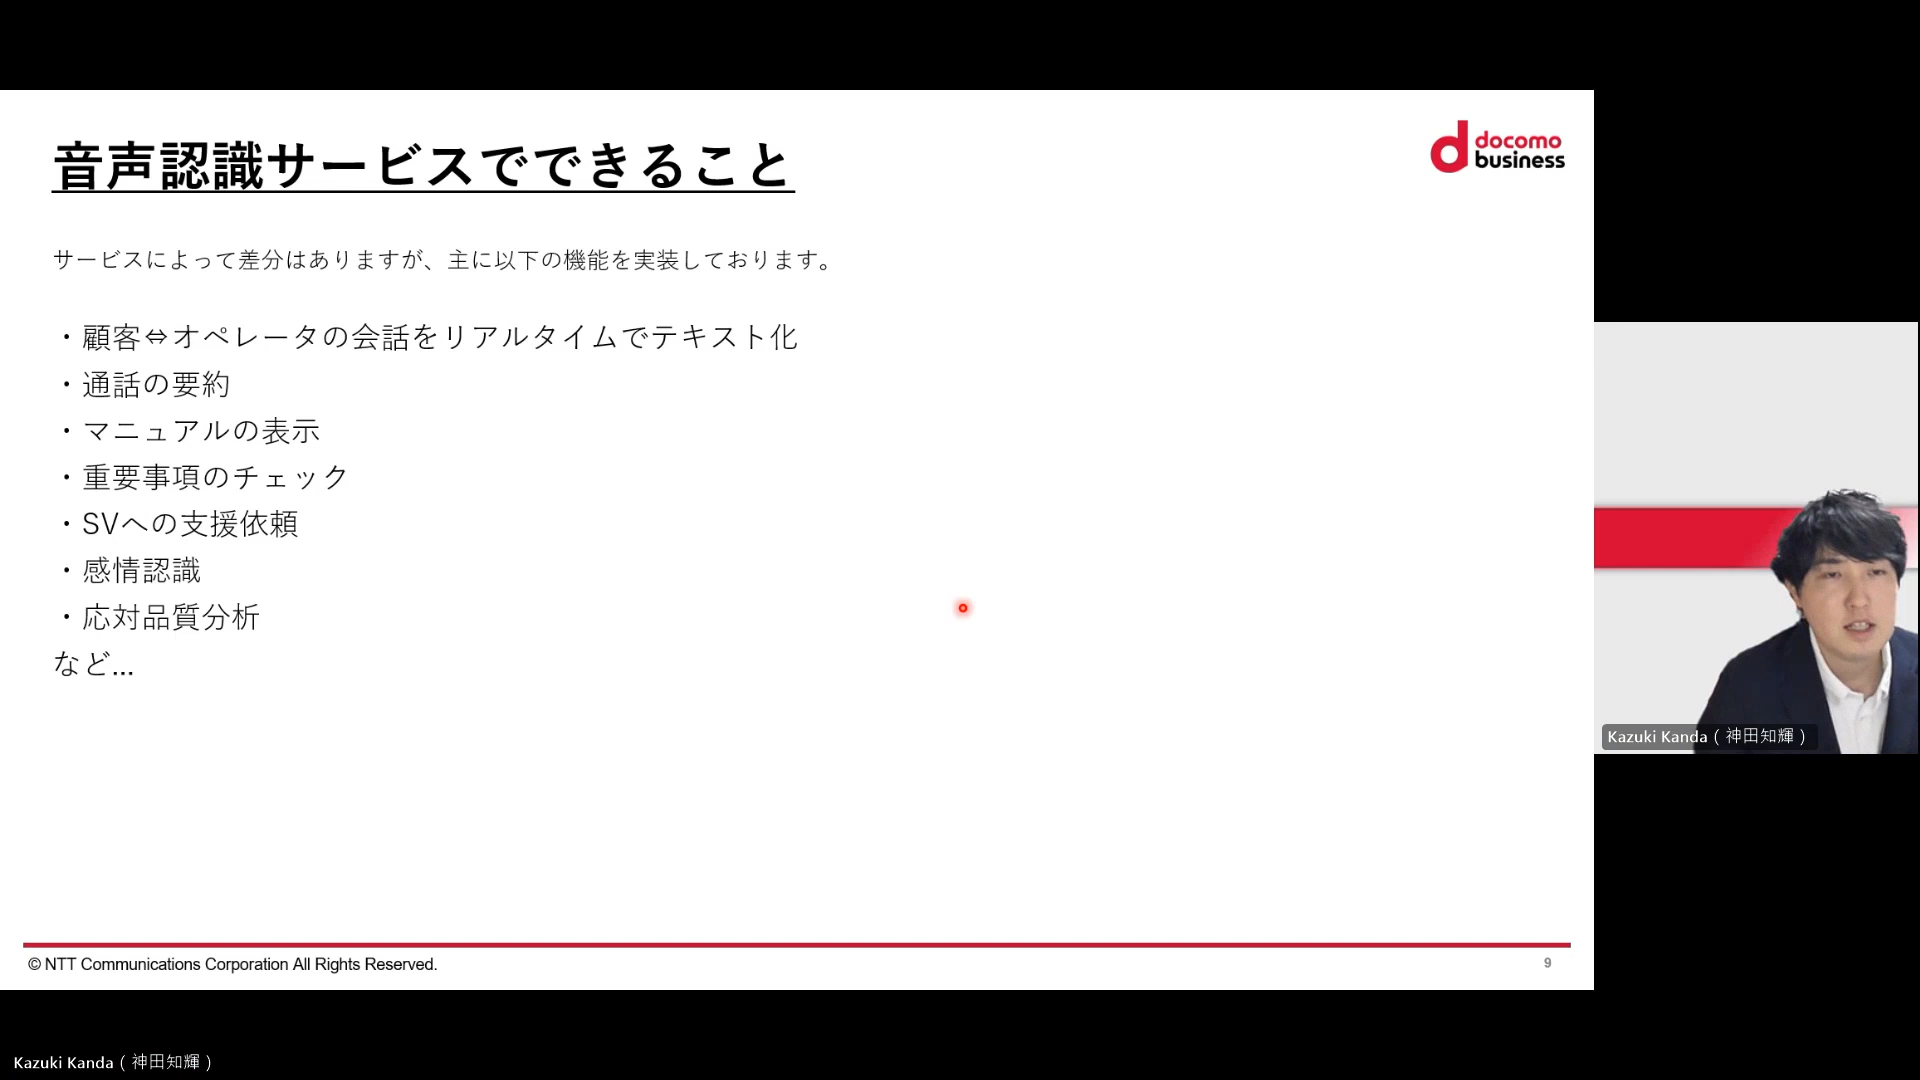 音声認識サービスでできること
docomo
business
サービスによって差分はありますが、主に以下の機能を実装しております。
・顧客⇔オペレータの会話をリアルタイムでテキスト化
・通話の要約
・マニュアルの表示
・重要事項のチェック
・SVへの支援依頼
・感情認識
・応対品質分析
など...
Kazuki Kanda ( 神田知輝 )
© NTT Communications Corporation All Rights Reserved.
9
Kazuki Kanda ( 神田知輝 )